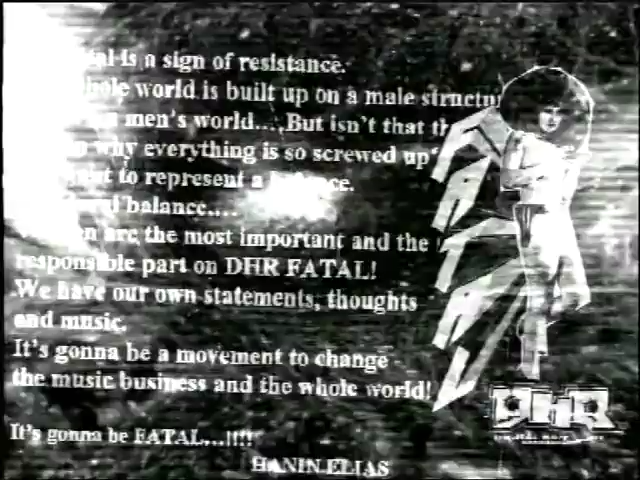 is a sign of resistance.
world is built up on a male
men's world....But isn't that
why everything is so screwed up
to represent a
balance....
are the most important and the
responsible part on DHR FATAL!
We have our own statements, thoughts
and music.
It's gonna be a movement to change
the music business and the whole world!
It's gonna be FATAL...!!!!
HANIN ELIAS
DHR